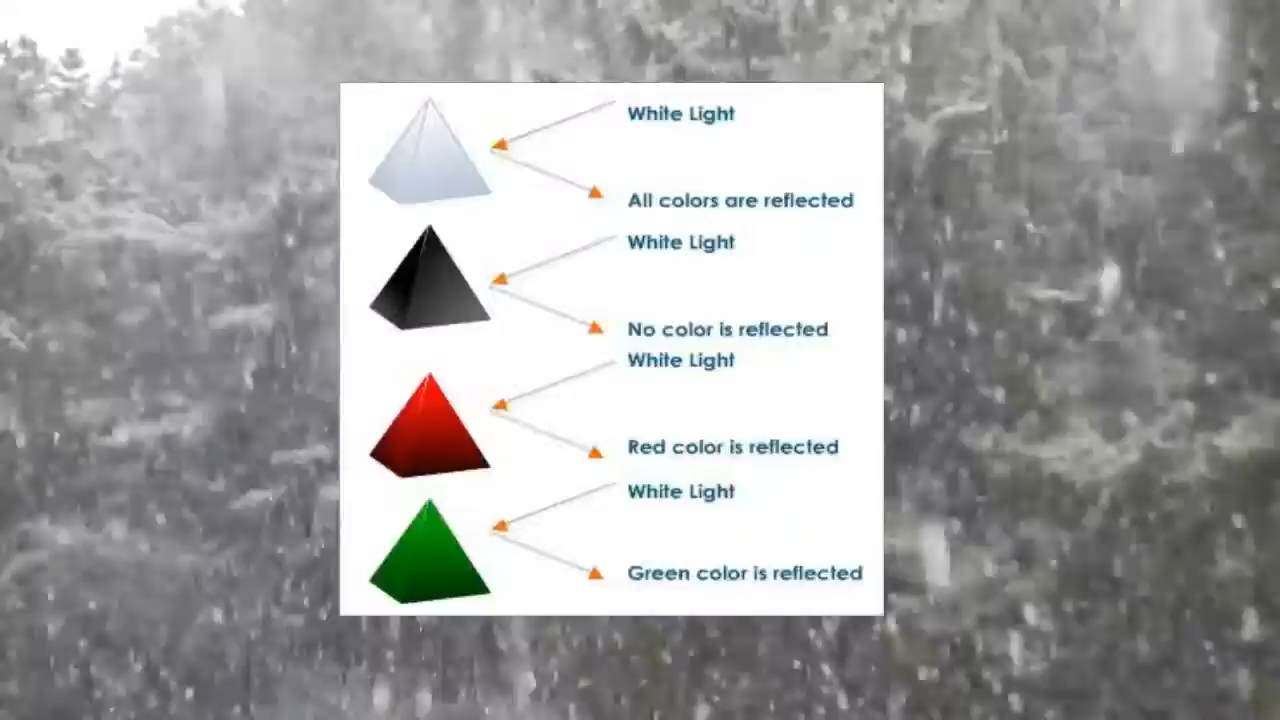 White Light
All colors are reflected
White Light
No color is reflected
White Light
Red color is reflected
White Light
Green color is reflected